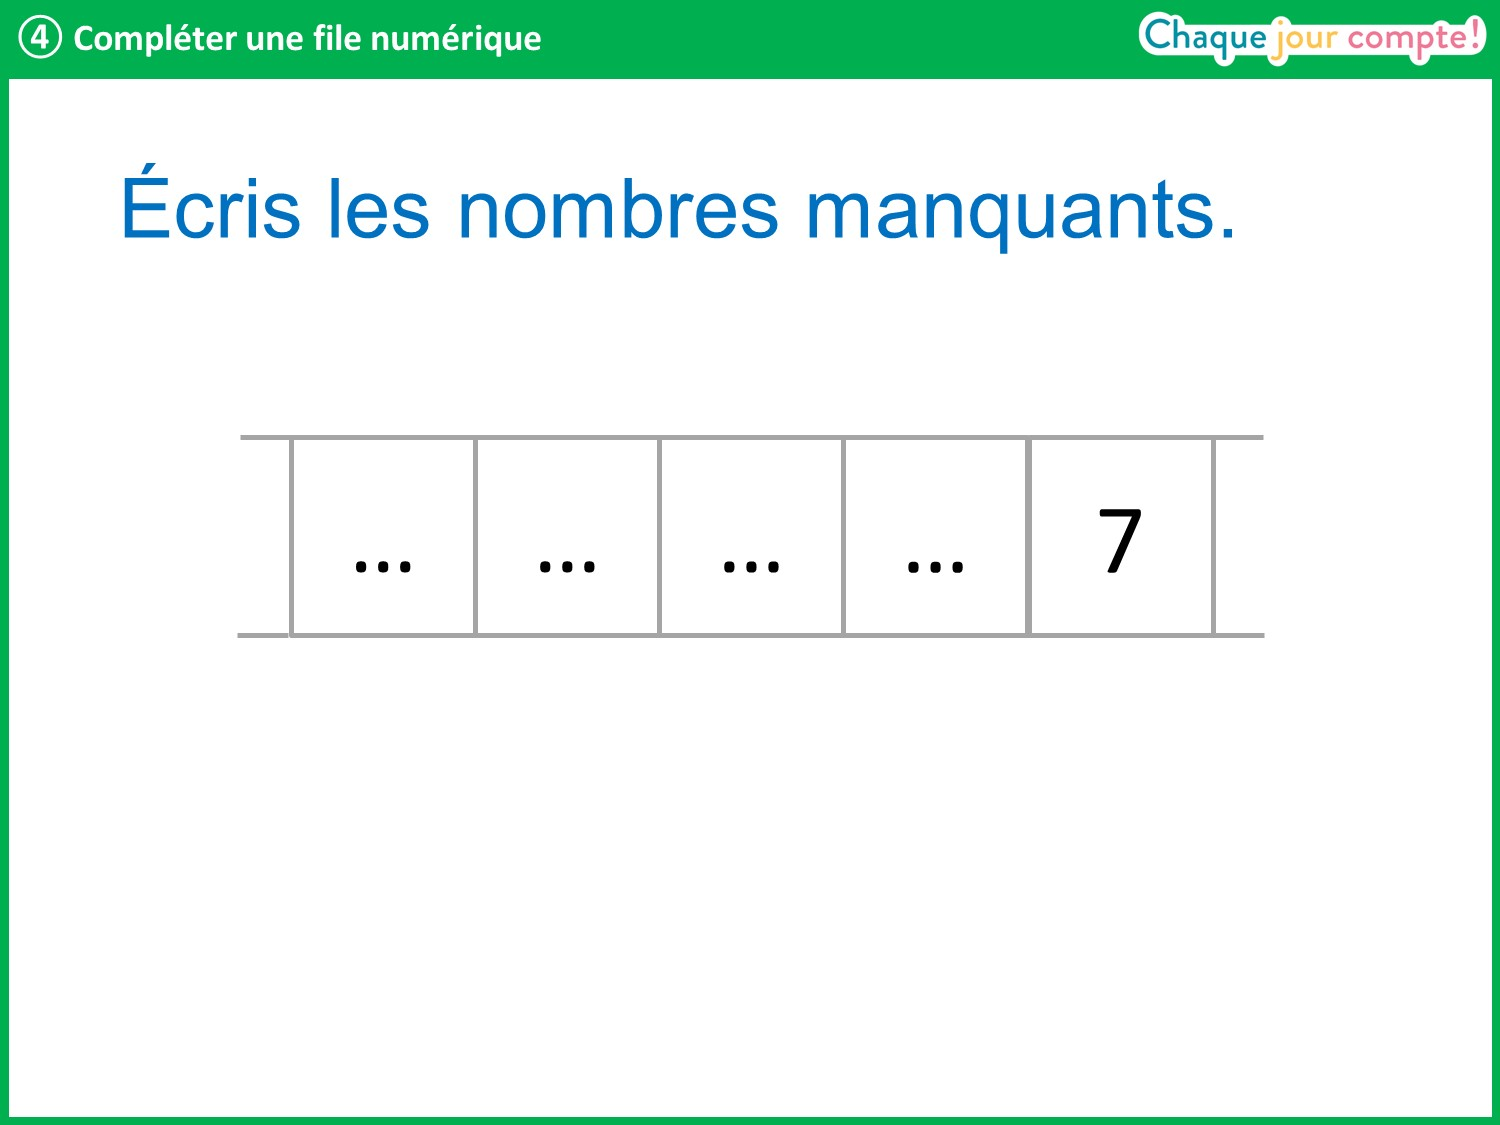 ④ Compléter une file numérique
Chaque jour compte!
Écris les nombres manquants.
... ... ... ... 7